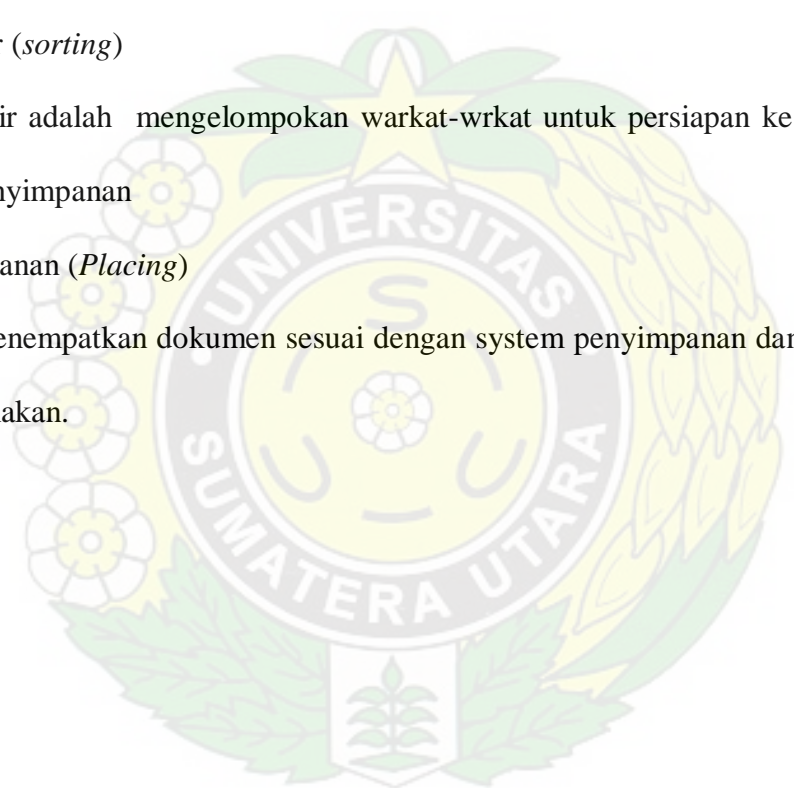 r (sorting)
ir adalah mengelompokan warkat-wrkat untuk persiapan ke
nyimpanan
anan (Placing)
enempatkan dokumen sesuai dengan system penyimpanan dan
akan.
UNIVERSITAS
SUMATERA UTARA